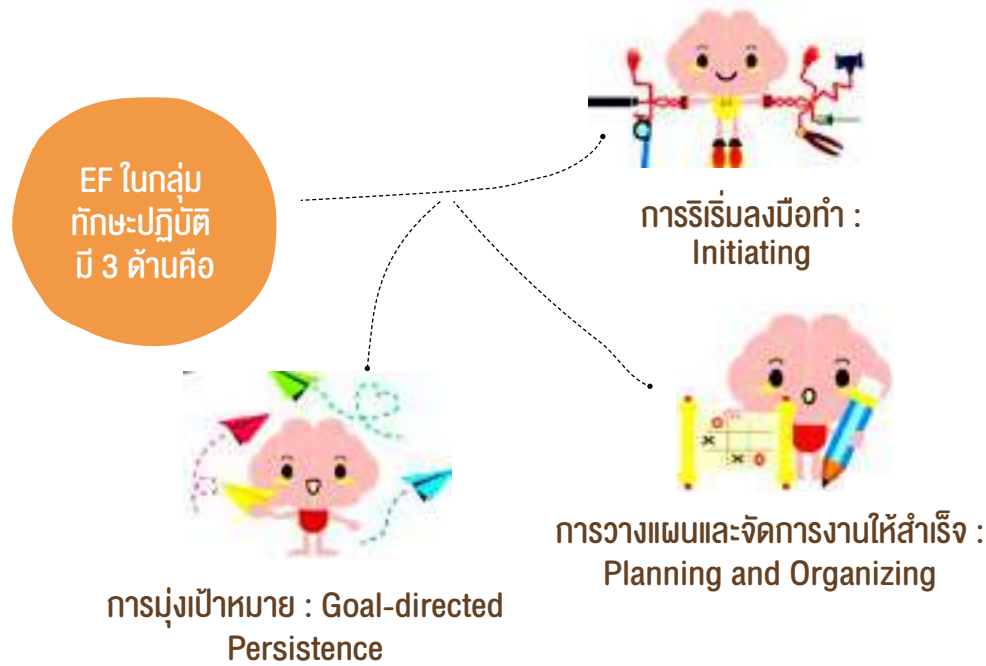 EF ในกลุ่ม
ทักษะปฏิบัติ
มี 3 ด้านคือ
การริเริ่มลงมือทำ :
Initiating
การวางแผนและจัดการงานให้สำเร็จ :
Planning and Organizing
การมุ่งเป้าหมาย : Goal-directed
Persistence